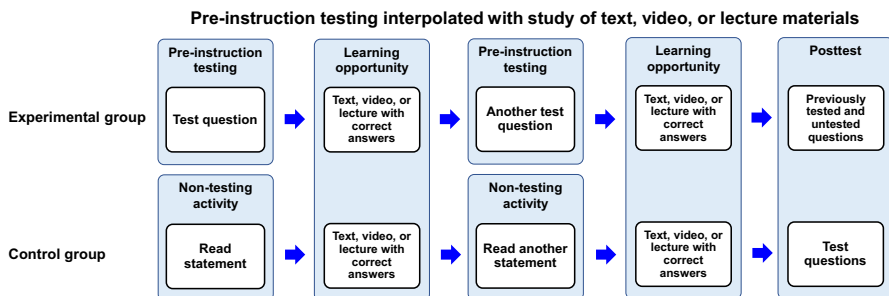 Pre-instruction testing interpolated with study of text, video, or lecture materials
Pre-instruction
testing
Learning
opportunity
Pre-instruction
testing
Learning
opportunity
Posttest
Experimental group
Test question
Text, video, or
lecture with
correct
answers
Another test
question
Text, video, or
lecture with
correct
answers
Previously
tested and
untested
questions
Non-testing
activity
Non-testing
activity
Control group
Read
statement
Text, video, or
lecture with
correct
answers
Read another
statement
Text, video, or
lecture with
correct
answers
Test
questions